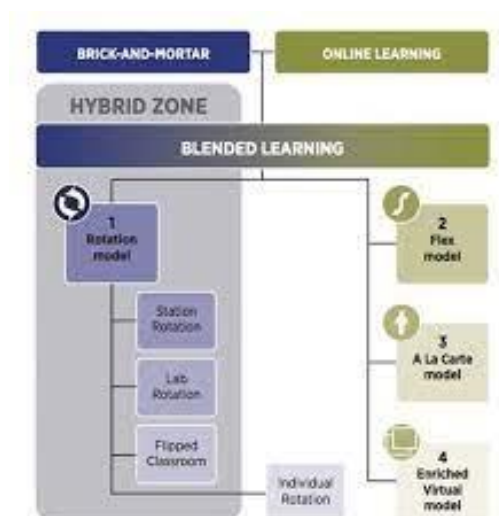 BRICK-AND-MORTAR
ONLINE LEARNING
HYBRID ZONE
BLENDED LEARNING
1
Rotation
model
Station
Rotation
Lab
Rotation
Flipped
Classroom
Individual
Rotation
2
Flex
model
3
A La Carte
model
4
Enriched
Virtual
model